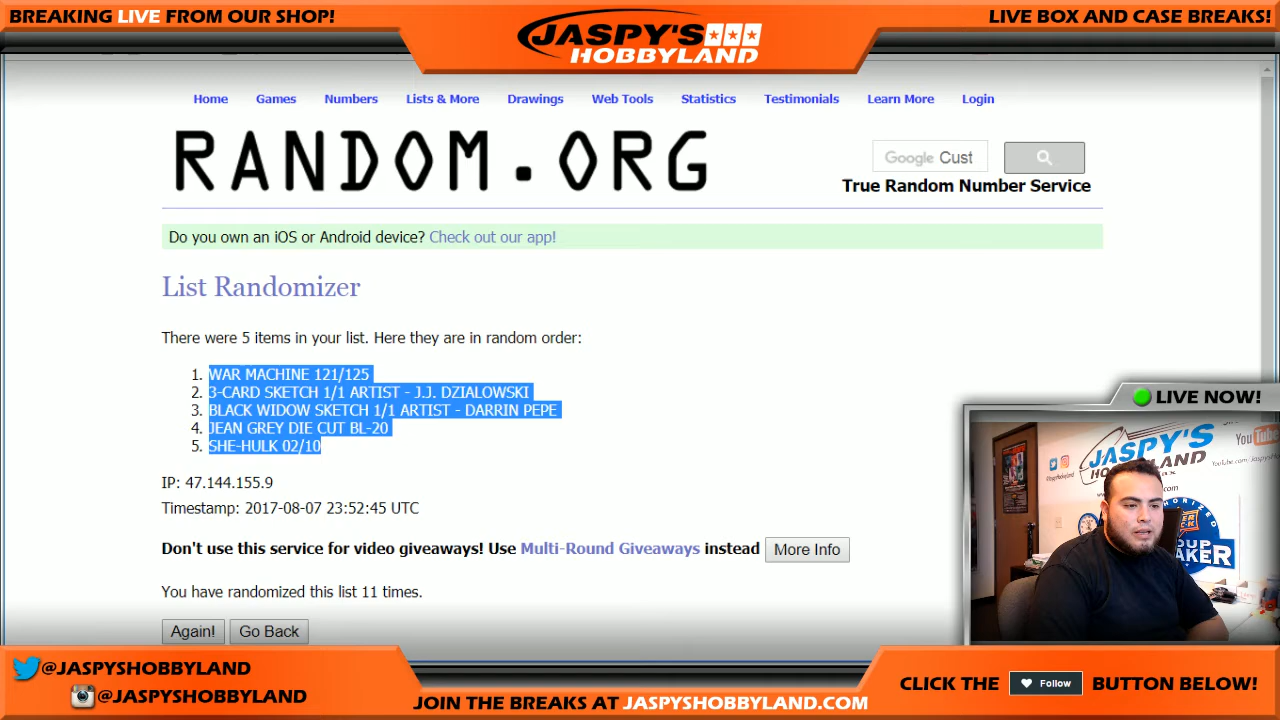 BREAKING LIVE FROM OUR SHOP!
JASPY'S
HOBBYLAND
LIVE BOX AND CASE BREAKS!
Home Games Numbers Lists & More Drawings Web Tools Statistics Testimonials Learn More Login
RANDOM.ORG
Google Cust
True Random Number Service
Do you own an iOS or Android device? Check out our app!
List Randomizer
There were 5 items in your list. Here they are in random order:
1. WAR MACHINE 121/125
2. 3-CARD SKETCH 1/1 ARTIST - J.J. DZIALOWSKI
3. BLACK WIDOW SKETCH 1/1 ARTIST - DARRIN PEPE
4. JEAN GREY DIE CUT BL-20
5. SHE-HULK 02/10
IP: 47.144.155.9
Timestamp: 2017-08-07 23:52:45 UTC
Don't use this service for video giveaways! Use Multi-Round Giveaways instead More Info
You have randomized this list 11 times.
Again! Go Back
LIVE NOW!
JASPY'S
You Tube
@JASPYSHOBBYLAND
@JASPYSHOBBYLAND
JOIN THE BREAKS AT JASPYSHOBBYLAND.COM
CLICK THE Follow BUTTON BELOW!